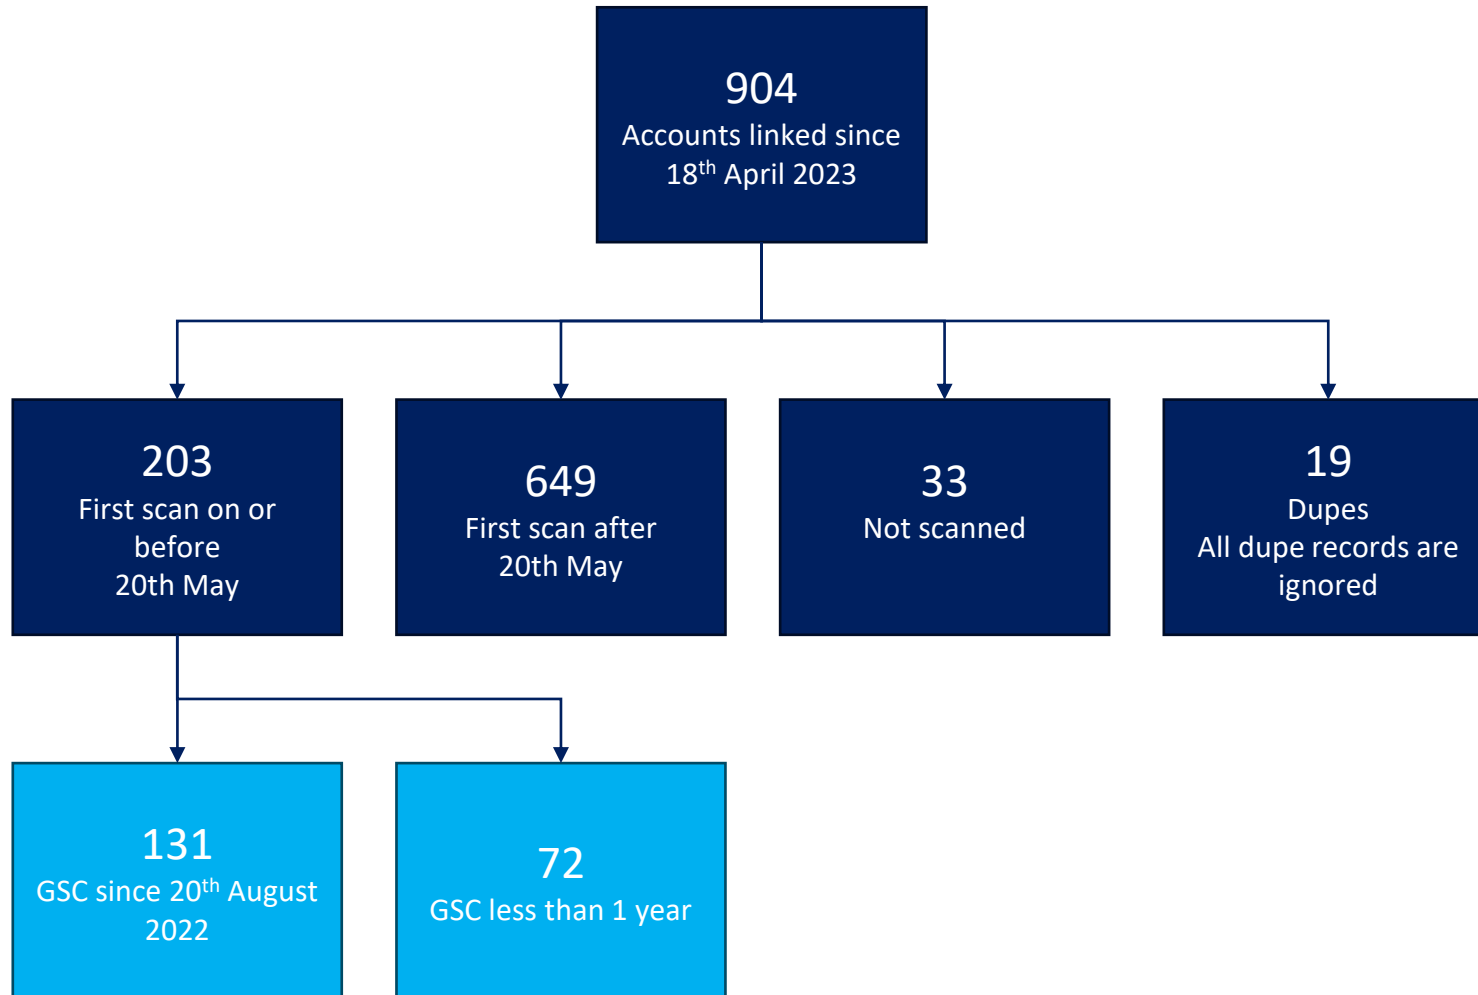 904
Accounts linked since
18th April 2023
203
First scan on or
before
20th May
649
First scan after
20th May
33
Not scanned
19
Dupes
All dupe records are
ignored
131
GSC since 20th August
2022
72
GSC less than 1 year